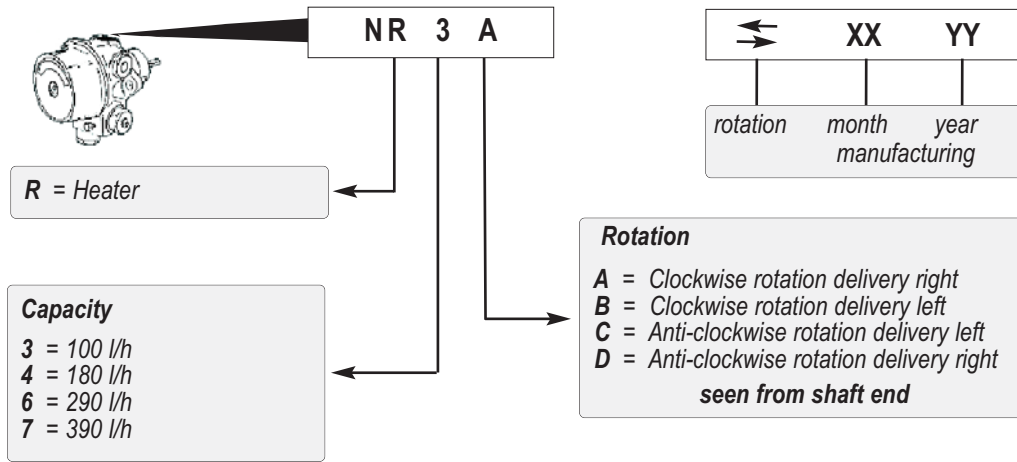 NR 3 A
XX YY
rotation month year
manufacturing
R = Heater
Rotation
A = Clockwise rotation delivery right
B = Clockwise rotation delivery left
C = Anti-clockwise rotation delivery left
D = Anti-clockwise rotation delivery right
seen from shaft end
Capacity
3 = 100 l/h
4 = 180 l/h
6 = 290 l/h
7 = 390 l/h